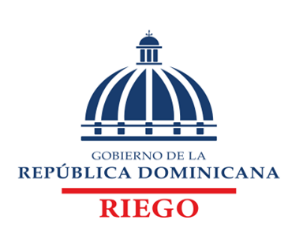 GOBIERNO DE LA
REPÚBLICA DOMINICANA
RIEGO